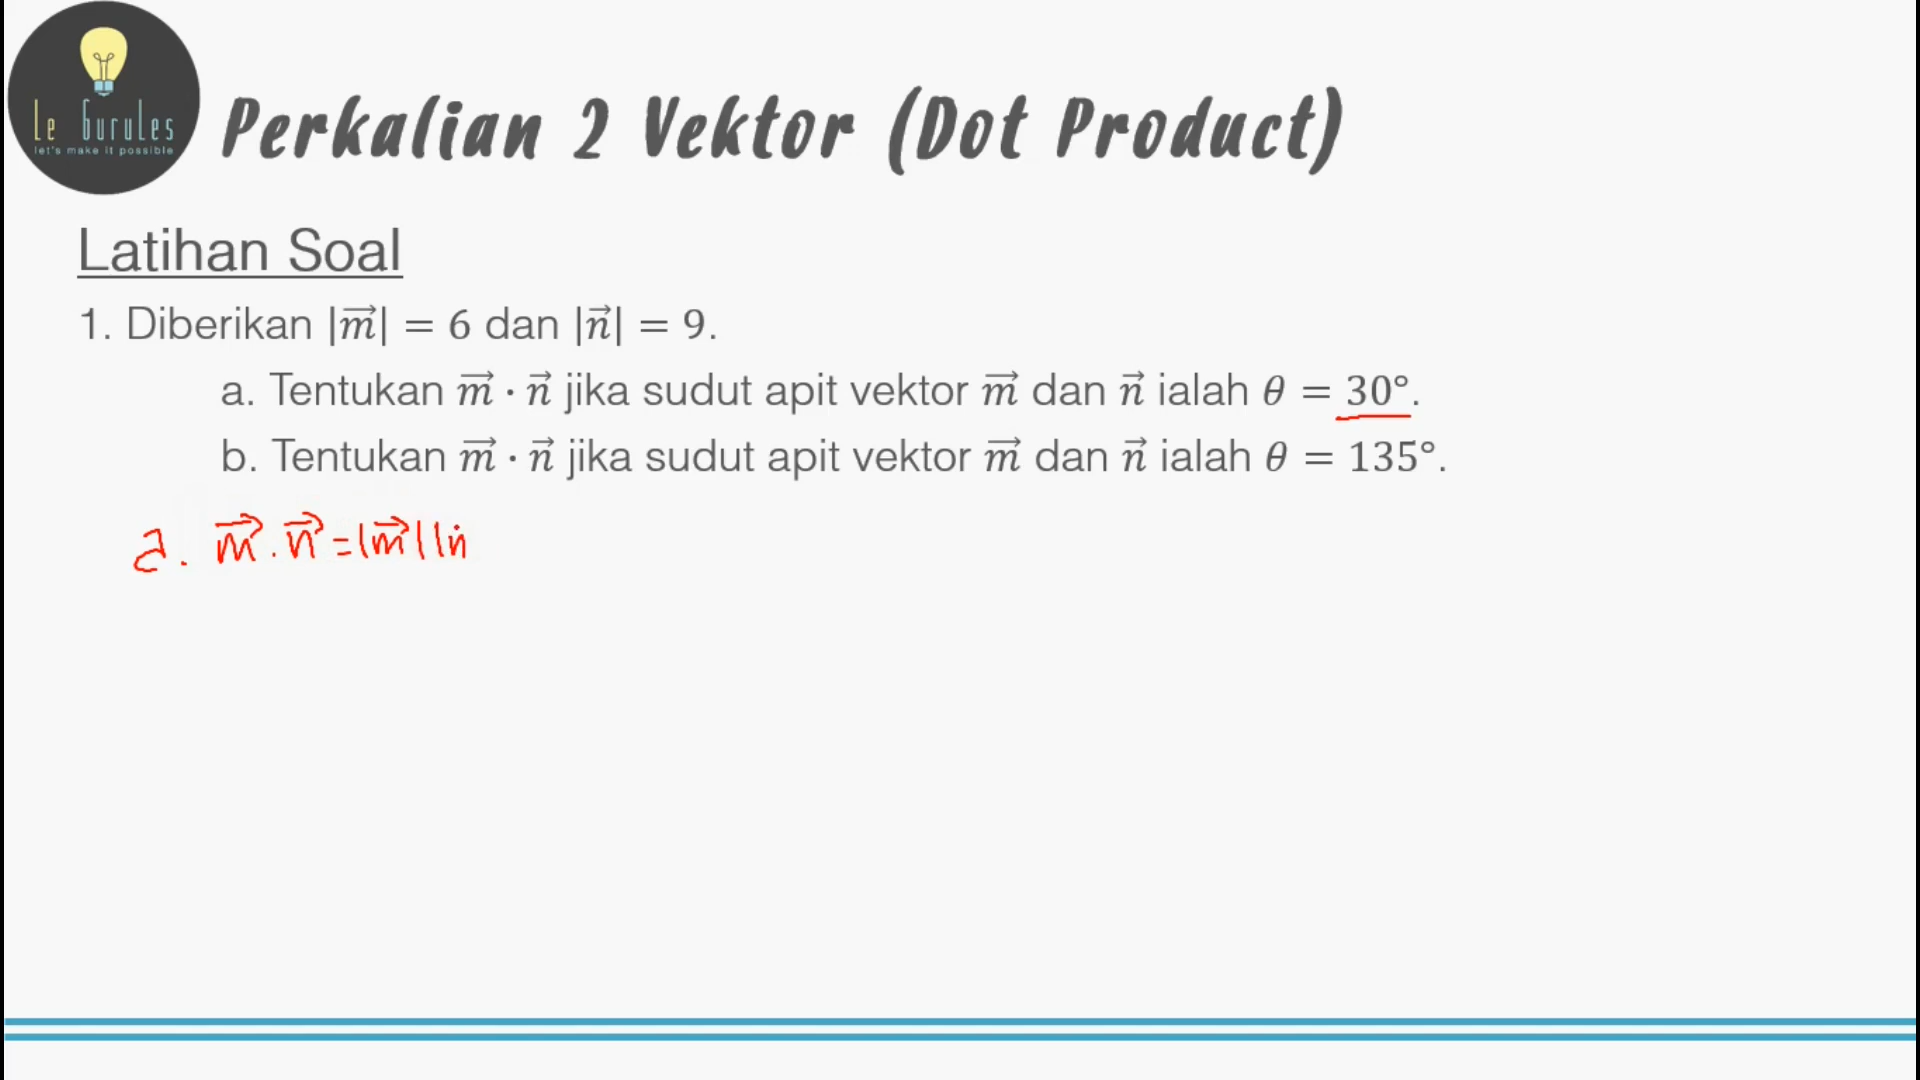 Le GuruLes
let's make it possible
Perkalian 2 Vektor (Dot Product)
Latihan Soal
1. Diberikan |m⃗| = 6 dan |n⃗| = 9.
a. Tentukan m⃗ · n⃗ jika sudut apit vektor m⃗ dan n⃗ ialah θ = 30°.
b. Tentukan m⃗ · n⃗ jika sudut apit vektor m⃗ dan n⃗ ialah θ = 135°.
a. m⃗ . n⃗ = |m⃗| |n